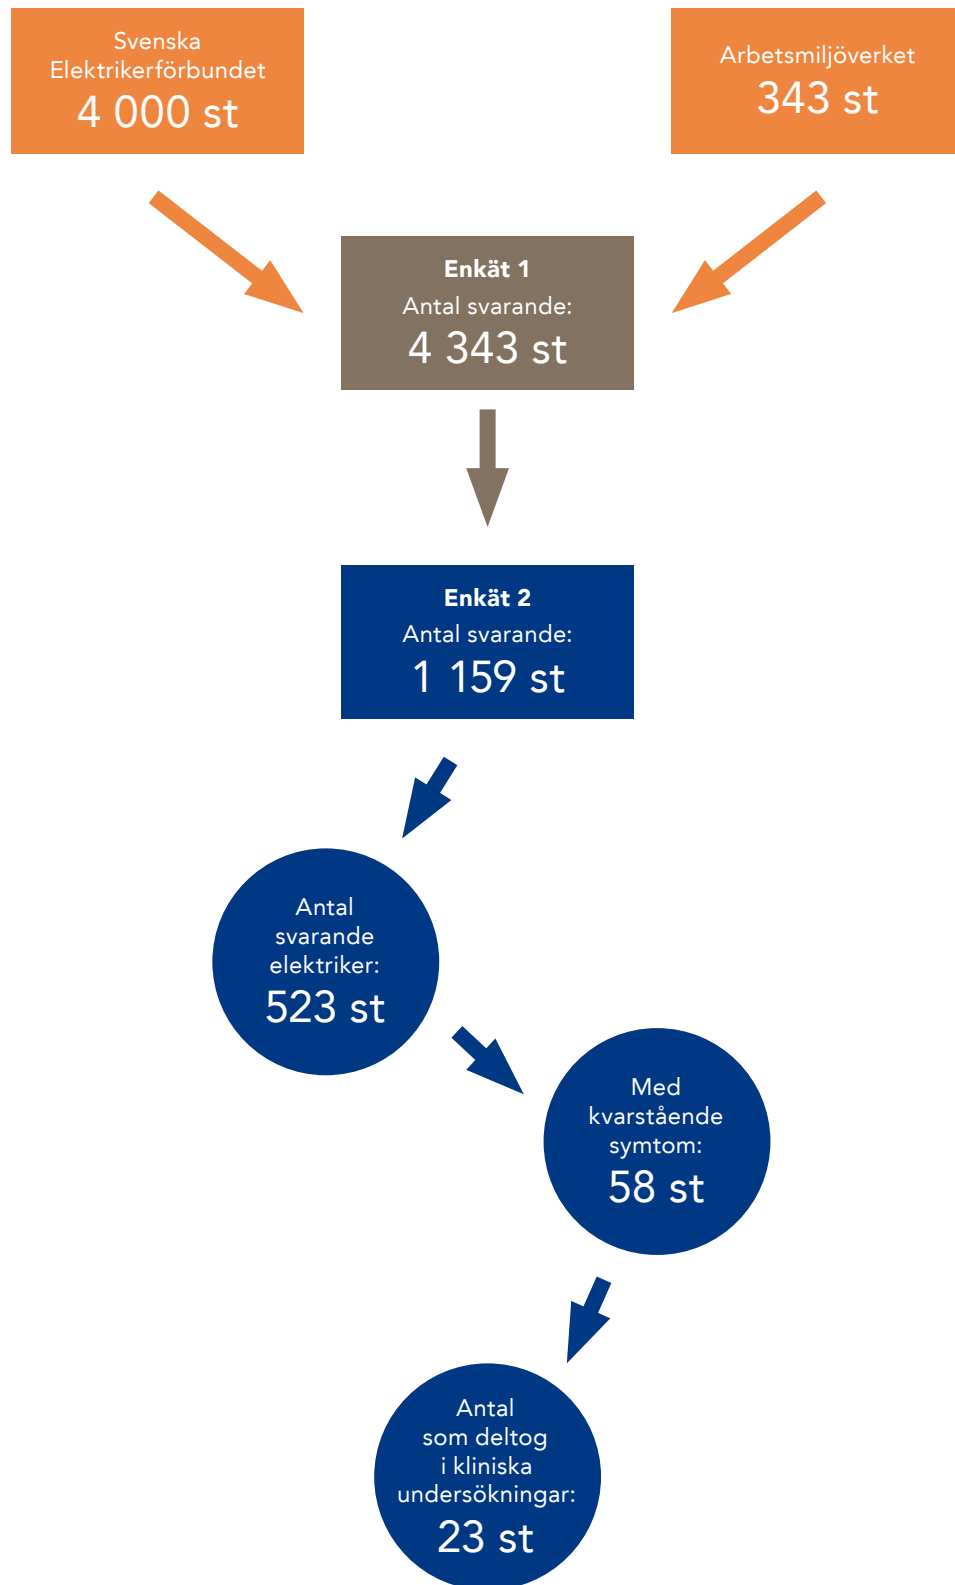 Svenska
Elektrikerförbundet
4 000 st
Arbetsmiljöverket
343 st
Enkät 1
Antal svarande:
4 343 st
Enkät 2
Antal svarande:
1 159 st
Antal
svarande
elektriker:
523 st
Med
kvarstående
symtom:
58 st
Antal
som deltog
i kliniska
undersökningar:
23 st